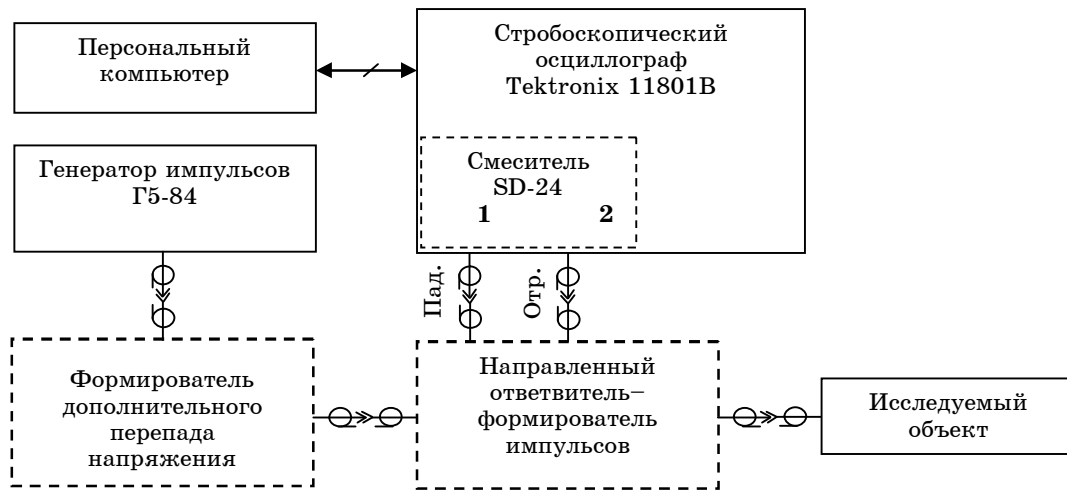 Персональный
компьютер
Стробоскопический
осциллограф
Tektronix 11801B
Генератор импульсов
Г5-84
Смеситель
SD-24
1 2
Пад.
Отр.
Формирователь
дополнительного
перепада
напряжения
Направленный
ответвитель–
формирователь
импульсов
Исследуемый
объект